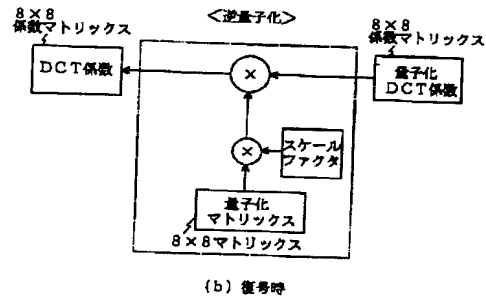 <逆量子化>
8×8
係数マトリックス
DCT係数
×
8×8
係数マトリックス
量子化
DCT係数
×
スケール
ファクタ
量子化
マトリックス
8×8マトリックス
(b) 復号時